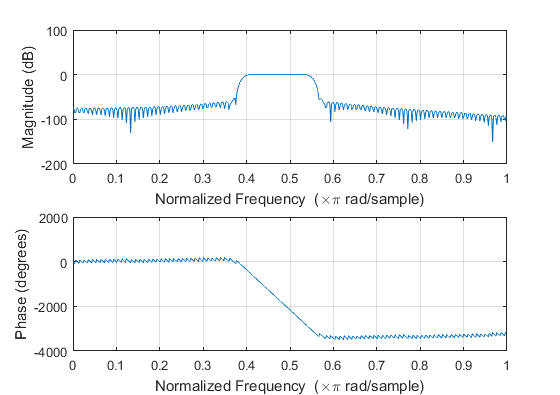 100
0
-100
-200
Magnitude (dB)
0 0.1 0.2 0.3 0.4 0.5 0.6 0.7 0.8 0.9 1
Normalized Frequency (×π rad/sample)
2000
0
-2000
-4000
Phase (degrees)
0 0.1 0.2 0.3 0.4 0.5 0.6 0.7 0.8 0.9 1
Normalized Frequency (×π rad/sample)